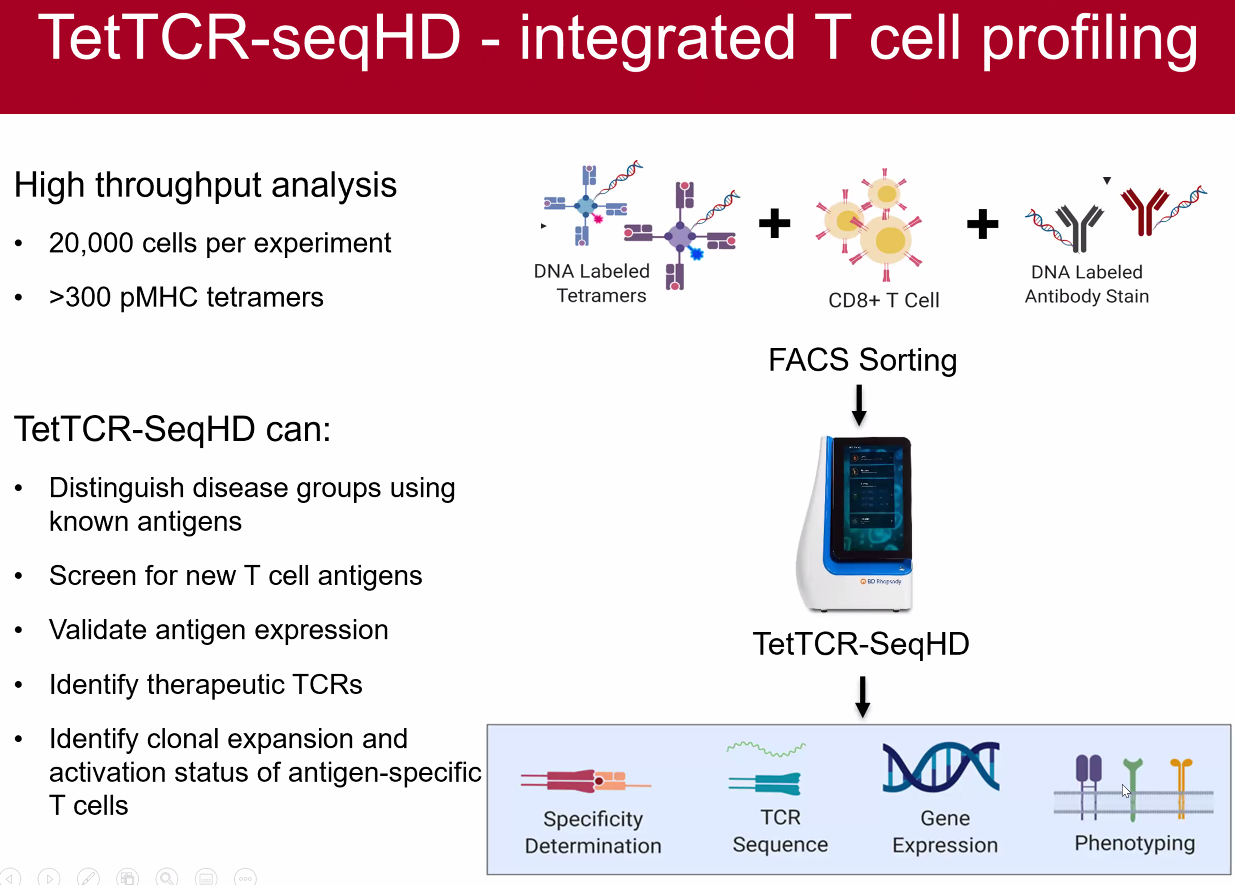 TetTCR-seqHD - integrated T cell profiling
High throughput analysis
• 20,000 cells per experiment
• >300 pMHC tetramers
TetTCR-SeqHD can:
• Distinguish disease groups using
known antigens
• Screen for new T cell antigens
• Validate antigen expression
• Identify therapeutic TCRs
• Identify clonal expansion and
activation status of antigen-specific
T cells
DNA Labeled
Tetramers
CD8+ T Cell
DNA Labeled
Antibody Stain
FACS Sorting
BD Rhapsody
TetTCR-SeqHD
Specificity
Determination
TCR
Sequence
Gene
Expression
Phenotyping